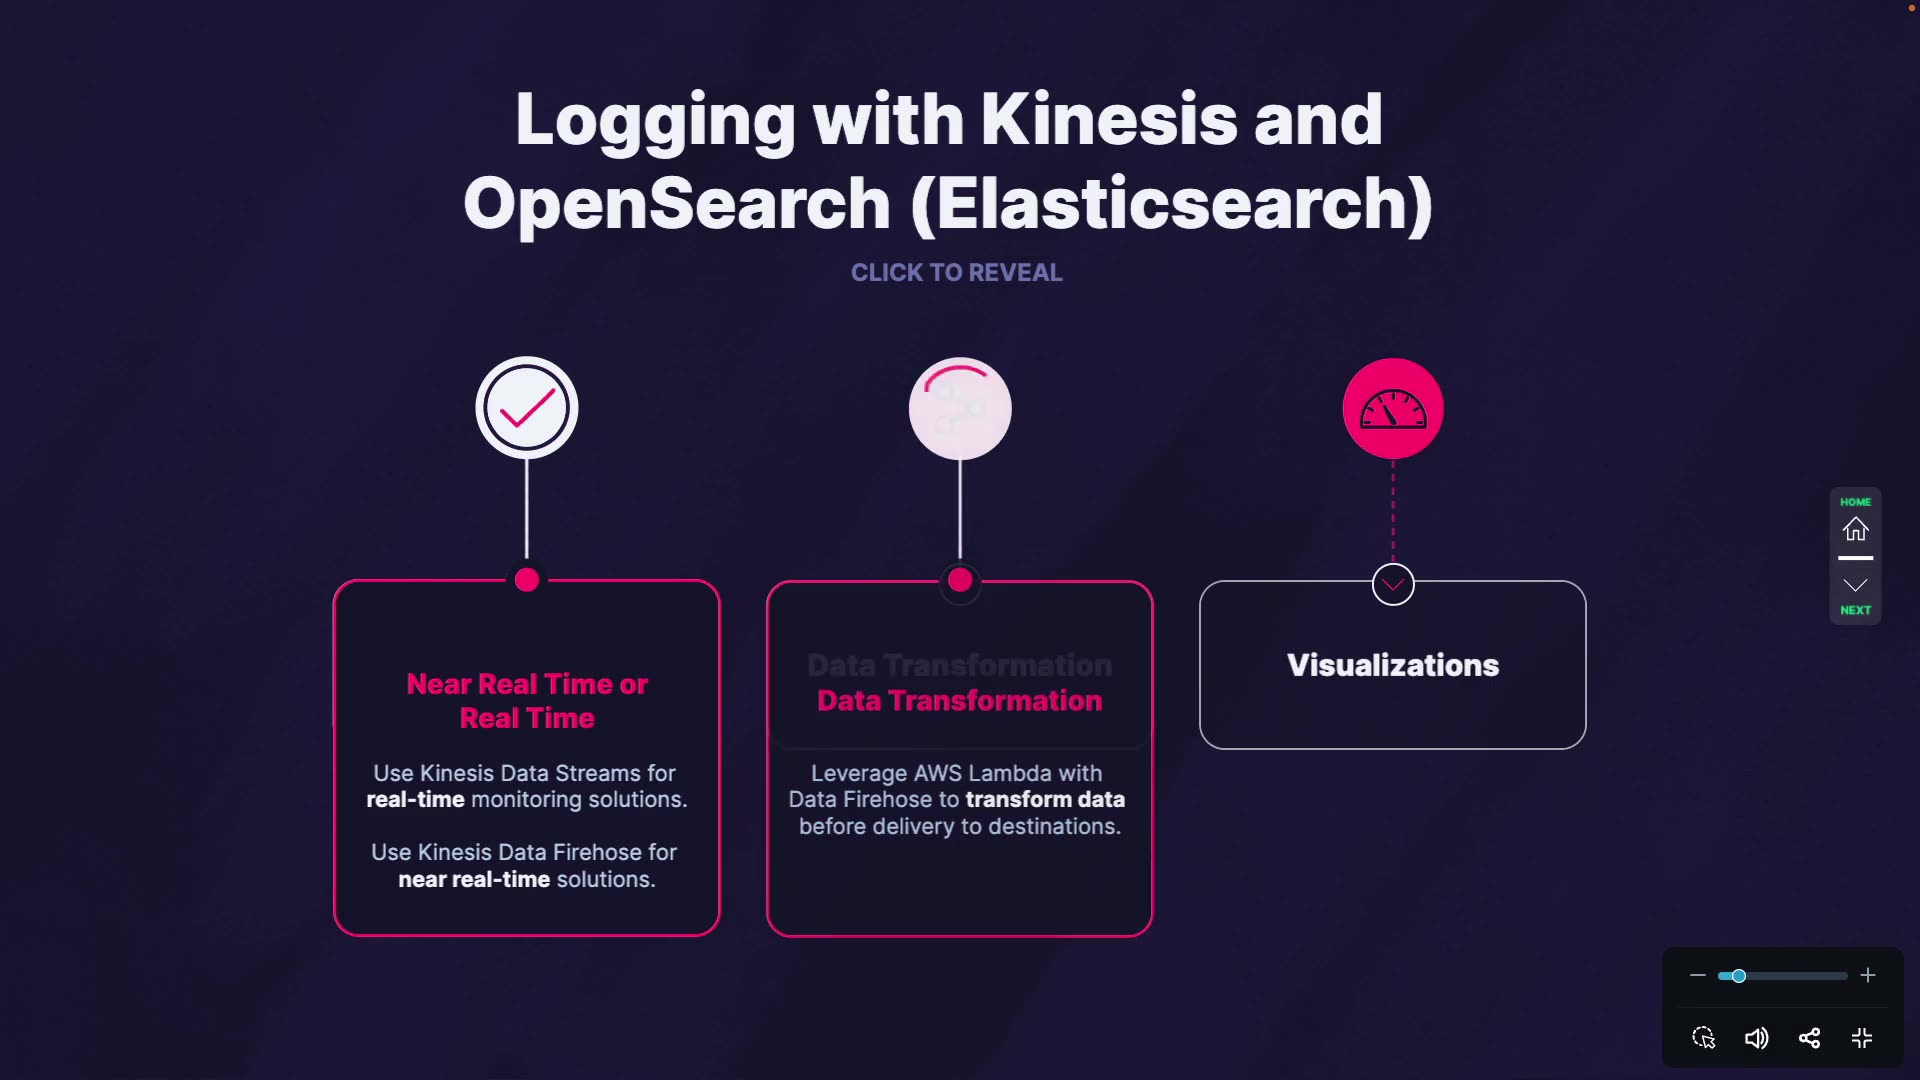 Logging with Kinesis and
OpenSearch (Elasticsearch)
CLICK TO REVEAL
Near Real Time or
Real Time
Use Kinesis Data Streams for
real-time monitoring solutions.
Use Kinesis Data Firehose for
near real-time solutions.
Data Transformation
Data Transformation
Leverage AWS Lambda with
Data Firehose to transform data
before delivery to destinations.
Visualizations
HOME
NEXT